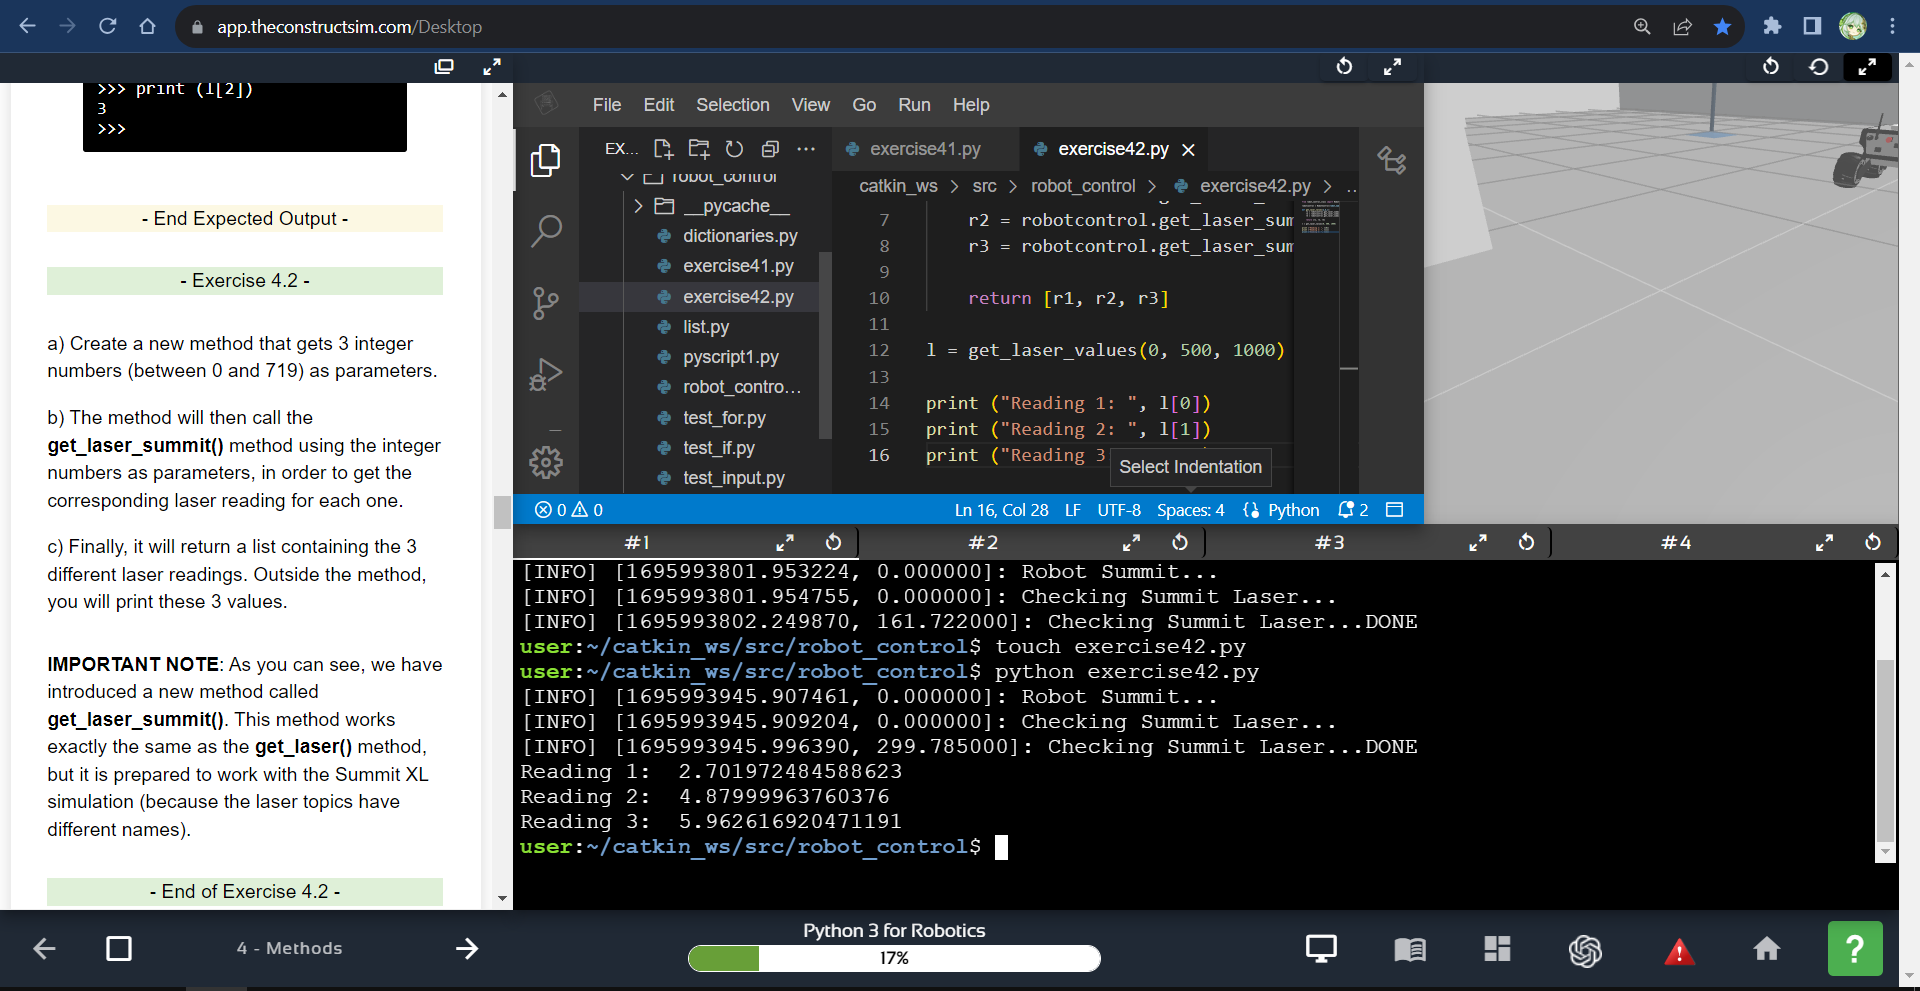 app.theconstructsim.com/Desktop
>>> print (l[2])
3
>>>
- End Expected Output -
- Exercise 4.2 -
a) Create a new method that gets 3 integer
numbers (between 0 and 719) as parameters.
b) The method will then call the
get_laser_summit() method using the integer
numbers as parameters, in order to get the
corresponding laser reading for each one.
c) Finally, it will return a list containing the 3
different laser readings. Outside the method,
you will print these 3 values.
IMPORTANT NOTE: As you can see, we have
introduced a new method called
get_laser_summit(). This method works
exactly the same as the get_laser() method,
but it is prepared to work with the Summit XL
simulation (because the laser topics have
different names).
- End of Exercise 4.2 -
File Edit Selection View Go Run Help
EX...
robot_control
__pycache__
dictionaries.py
exercise41.py
exercise42.py
list.py
pyscript1.py
robot_contro...
test_for.py
test_if.py
test_input.py
exercise41.py exercise42.py
catkin_ws > src > robot_control > exercise42.py > ..
7 r2 = robotcontrol.get_laser_sum
8 r3 = robotcontrol.get_laser_sum
9
10 return [r1, r2, r3]
11
12 l = get_laser_values(0, 500, 1000)
13
14 print ("Reading 1: ", l[0])
15 print ("Reading 2: ", l[1])
16 print ("Reading 3
Select Indentation
0 0 Ln 16, Col 28 LF UTF-8 Spaces: 4 Python 2
#1 #2 #3 #4
[INFO] [1695993801.953224, 0.000000]: Robot Summit...
[INFO] [1695993801.954755, 0.000000]: Checking Summit Laser...
[INFO] [1695993802.249870, 161.722000]: Checking Summit Laser...DONE
user:~/catkin_ws/src/robot_control$ touch exercise42.py
user:~/catkin_ws/src/robot_control$ python exercise42.py
[INFO] [1695993945.907461, 0.000000]: Robot Summit...
[INFO] [1695993945.909204, 0.000000]: Checking Summit Laser...
[INFO] [1695993945.996390, 299.785000]: Checking Summit Laser...DONE
Reading 1: 2.701972484588623
Reading 2: 4.87999963760376
Reading 3: 5.962616920471191
user:~/catkin_ws/src/robot_control$
4 - Methods
Python 3 for Robotics
17%
?